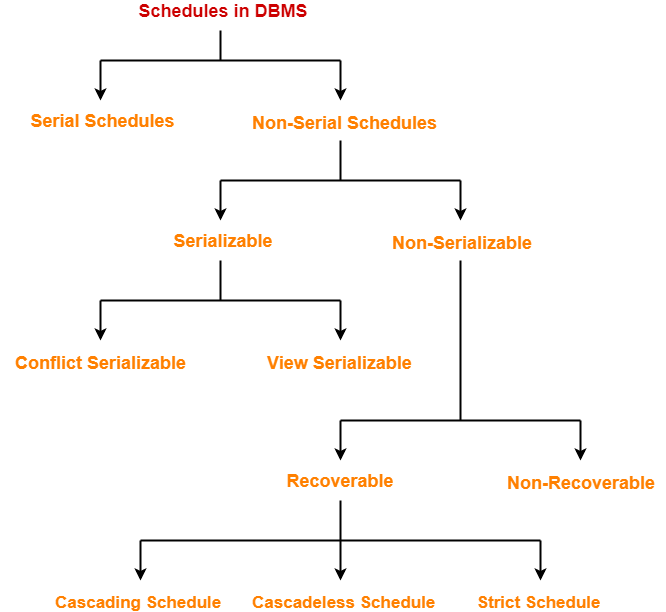 Schedules in DBMS
Serial Schedules
Non-Serial Schedules
Serializable
Non-Serializable
Conflict Serializable
View Serializable
Recoverable
Non-Recoverable
Cascading Schedule
Cascadeless Schedule
Strict Schedule